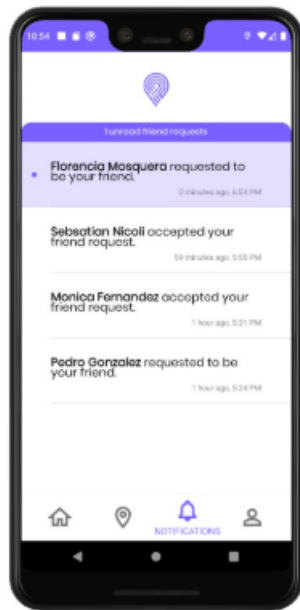 18:54
1 unread friend requests
Florencia Mosquera requested to
be your friend.
0 minutes ago, 6:54 PM
Sebsatian Nicoli accepted your
friend request.
59 minutes ago, 5:55 PM
Monica Fernandez accepted your
friend request.
1 hour ago, 5:31 PM
Pedro Gonzalez requested to be
your friend.
1 hour ago, 5:24 PM
NOTIFICATIONS